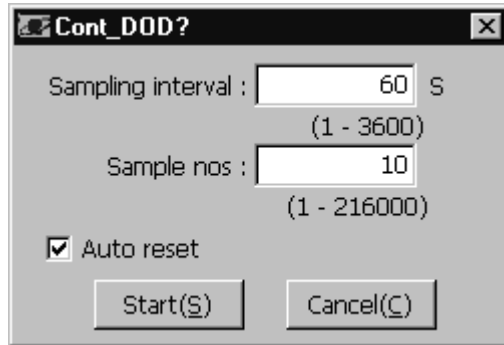 Cont_DOD?
Sampling interval : 60 S
(1 - 3600)
Sample nos : 10
(1 - 216000)
Auto reset
Start(S) Cancel(C)